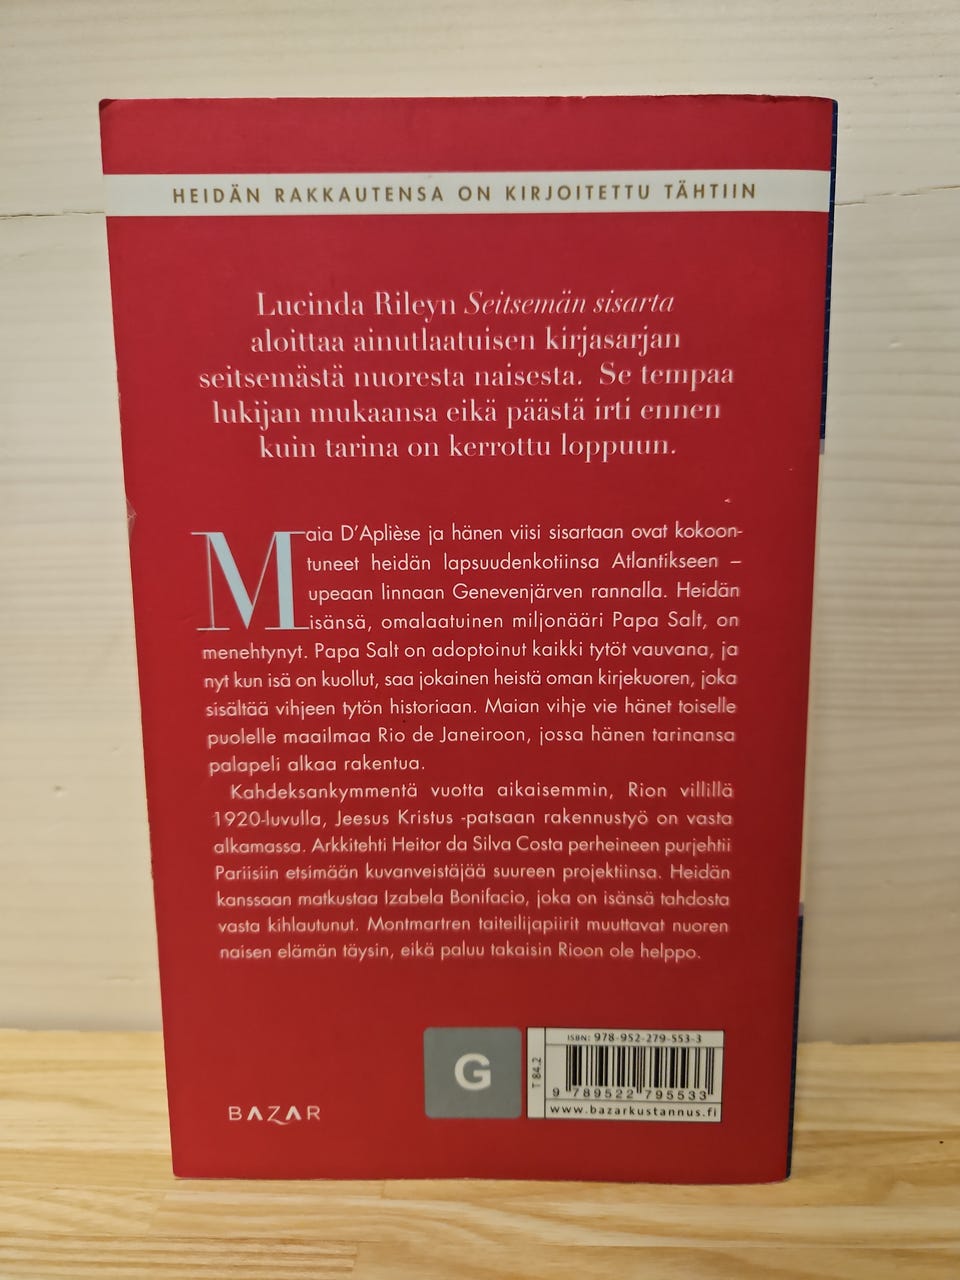 HEIDÄN RAKKAUTENSA ON KIRJOITETTU TÄHTIIN
Lucinda Rileyn Seitsemän sisarta
aloittaa ainutlaatuisen kirjasarjan
seitsemästä nuoresta naisesta. Se tempaa
lukijan mukaansa eikä päästä irti ennen
kuin tarina on kerrottu loppuun.
Maia D'Aplièse ja hänen viisi sisartaan ovat kokoon-
tuneet heidän lapsuudenkotiinsa Atlantikseen –
upeaan linnaan Genevenjärven rannalla. Heidän
isänsä, omalaatuinen miljonääri Papa Salt, on
menehtynyt. Papa Salt on adoptoinut kaikki tytöt vauvana, ja
nyt kun isä on kuollut, saa jokainen heistä oman kirjekuoren, joka
sisältää vihjeen tytön historiaan. Maian vihje vie hänet toiselle
puolelle maailmaa Rio de Janeiroon, jossa hänen tarinansa
palapeli alkaa rakentua.
Kahdeksankymmentä vuotta aikaisemmin, Rion villillä
1920-luvulla, Jeesus Kristus -patsaan rakennustyö on vasta
alkamassa. Arkkitehti Heitor da Silva Costa perheineen purjehtii
Pariisiin etsimään kuvanveistäjää suureen projektiinsa. Heidän
kanssaan matkustaa Izabela Bonifacio, joka on isänsä tahdosta
vasta kihlautunut. Montmartren taiteilijapiirit muuttavat nuoren
naisen elämän täysin, eikä paluu takaisin Rioon ole helppo.
BAZAR
G
T 84.2
ISBN: 978-952-279-553-3
9 789522 795533
www.bazarkustannus.fi